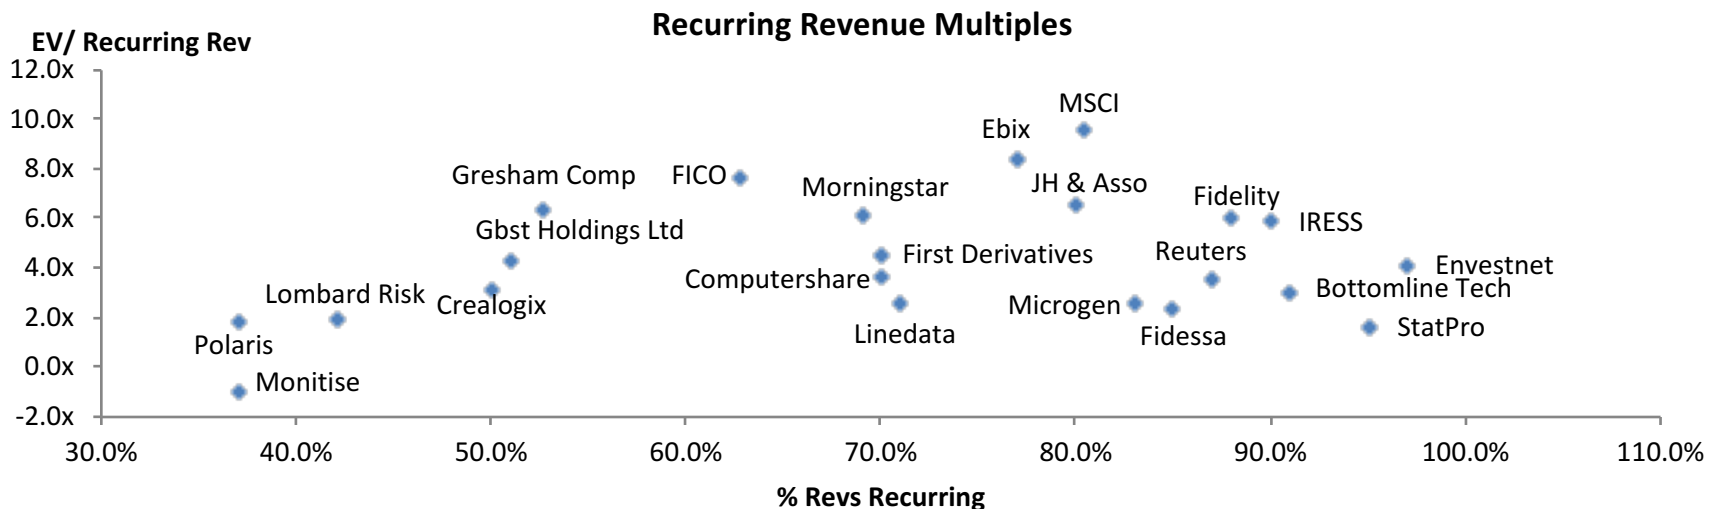 Recurring Revenue Multiples
EV/ Recurring Rev
12.0x
10.0x
8.0x
6.0x
4.0x
2.0x
0.0x
-2.0x
MSCI
Ebix
Gresham Comp
FICO
Morningstar
JH & Asso
Fidelity
IRESS
Gbst Holdings Ltd
First Derivatives
Reuters
Envestnet
Computershare
Lombard Risk
Crealogix
Microgen
Bottomline Tech
Linedata
Fidessa
StatPro
Polaris
Monitise
30.0%
40.0%
50.0%
60.0%
70.0%
80.0%
90.0%
100.0%
110.0%
% Revs Recurring